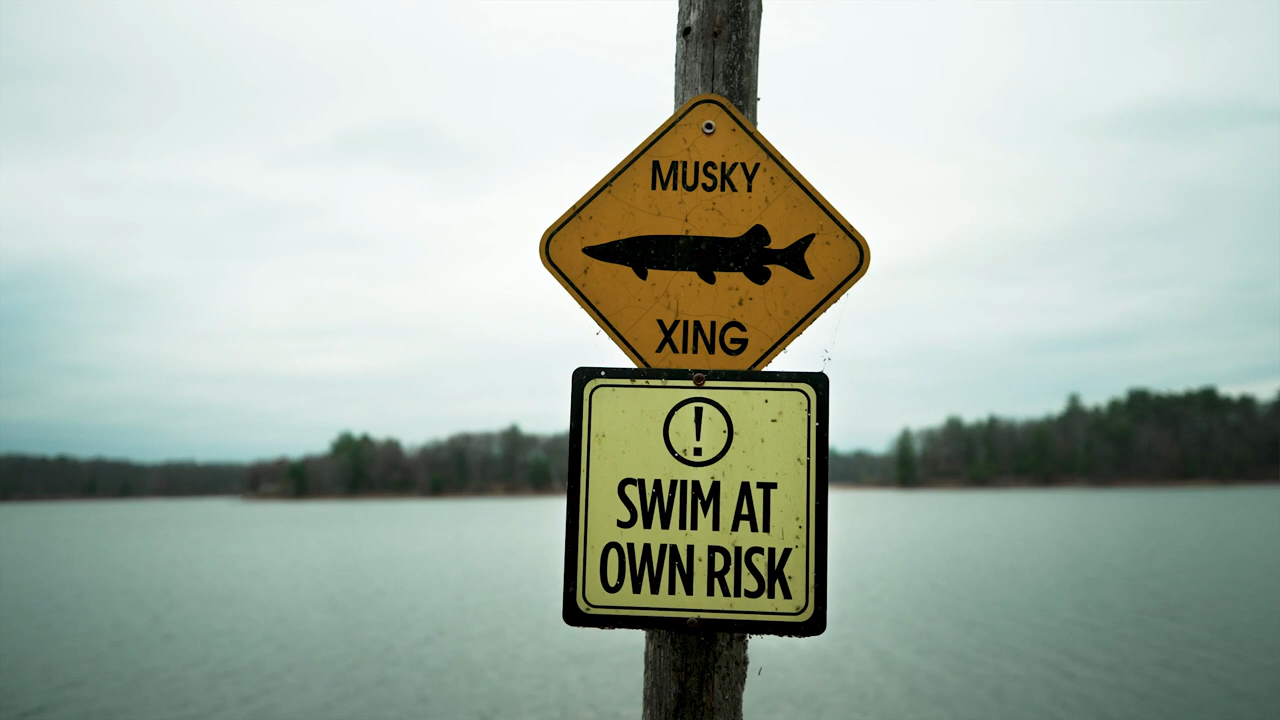 MUSKY
XING
!
SWIM AT
OWN RISK